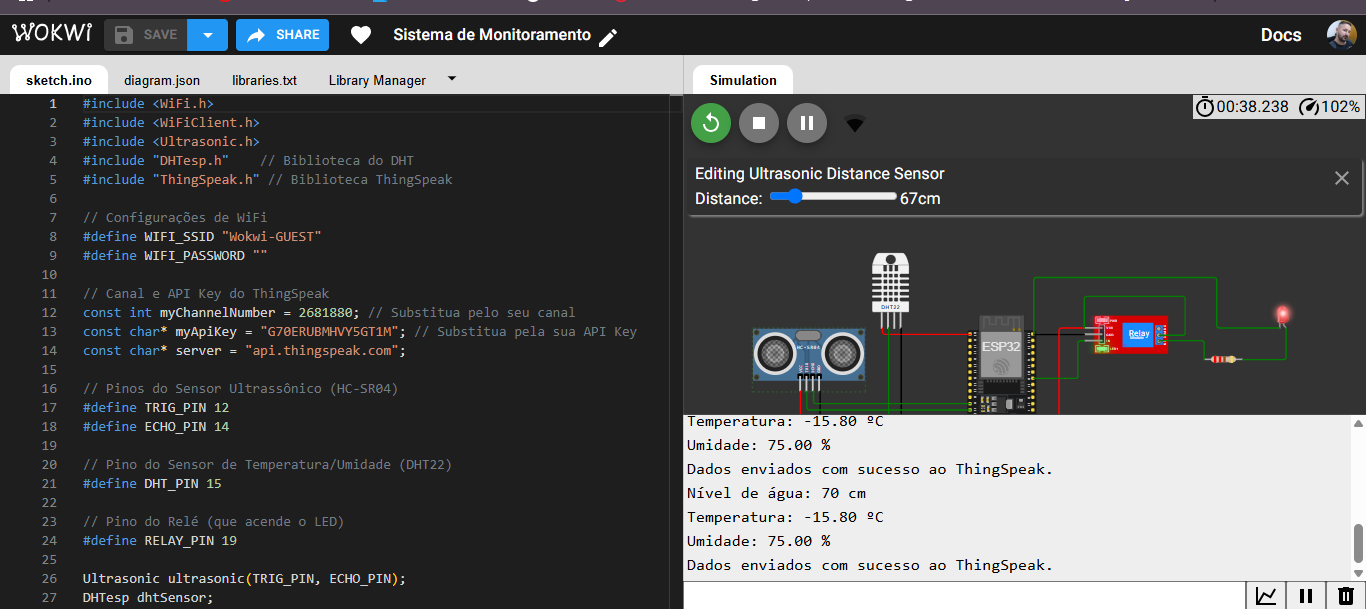 WOKWI
SAVE
SHARE
Sistema de Monitoramento
Docs
sketch.ino
diagram.json
libraries.txt
Library Manager
Simulation
1 #include <WiFi.h>
2 #include <WiFiClient.h>
3 #include <Ultrasonic.h>
4 #include "DHTesp.h" // Biblioteca do DHT
5 #include "ThingSpeak.h" // Biblioteca ThingSpeak
6
7 // Configurações de WiFi
8 #define WIFI_SSID "Wokwi-GUEST"
9 #define WIFI_PASSWORD ""
10
11 // Canal e API Key do ThingSpeak
12 const int myChannelNumber = 2681880; // Substitua pelo seu canal
13 const char* myApiKey = "G70ERUBMHVY5GT1M"; // Substitua pela sua API Key
14 const char* server = "api.thingspeak.com";
15
16 // Pinos do Sensor Ultrassônico (HC-SR04)
17 #define TRIG_PIN 12
18 #define ECHO_PIN 14
19
20 // Pino do Sensor de Temperatura/Umidade (DHT22)
21 #define DHT_PIN 15
22
23 // Pino do Relé (que acende o LED)
24 #define RELAY_PIN 19
25
26 Ultrasonic ultrasonic(TRIG_PIN, ECHO_PIN);
27 DHTesp dhtSensor;
00:38.238
102%
Editing Ultrasonic Distance Sensor
Distance:
67cm
DHT22
HC-SR04
ESP32
Relay
Temperatura: -15.80 ºC
Umidade: 75.00 %
Dados enviados com sucesso ao ThingSpeak.
Nível de água: 70 cm
Temperatura: -15.80 ºC
Umidade: 75.00 %
Dados enviados com sucesso ao ThingSpeak.